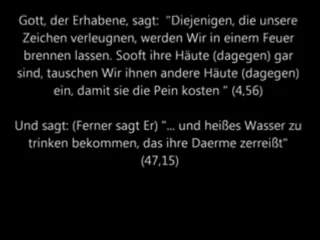 Gott, der Erhabene, sagt:  "Diejenigen, die unsere
Zeichen verleugnen, werden Wir in einem Feuer
brennen lassen. Sooft ihre Häute (dagegen) gar
sind, tauschen Wir ihnen andere Häute (dagegen)
ein, damit sie die Pein kosten " (4,56)
Und sagt: (Ferner sagt Er) "... und heißes Wasser zu
trinken bekommen, das ihre Daerme zerreißt"
(47,15)